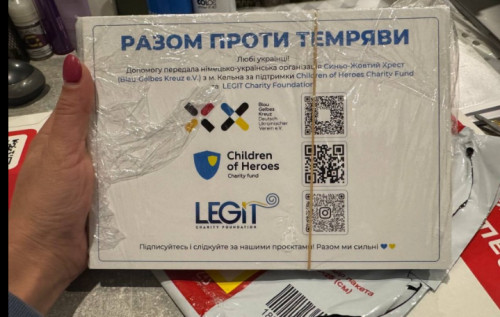 РАЗОМ ПРОТИ ТЕМРЯВИ
Любі українці!
Допомогу передала німецько-українська організація Синьо-Жовтий Хрест
(Blau-Gelbes Kreuz e.V.) з м. Кельна за підтримки Children of Heroes Charity Fund
та LEGIT Charity Foundation
Blau
Gelbes
Kreuz
Deutsch
Ukrainischer
Verein e.V.
Children
of Heroes
Charity fund
LEGIT
CHARITY FOUNDATION
Підписуйтесь і слідкуйте за нашими проєктами! Разом ми сильні 💙💛